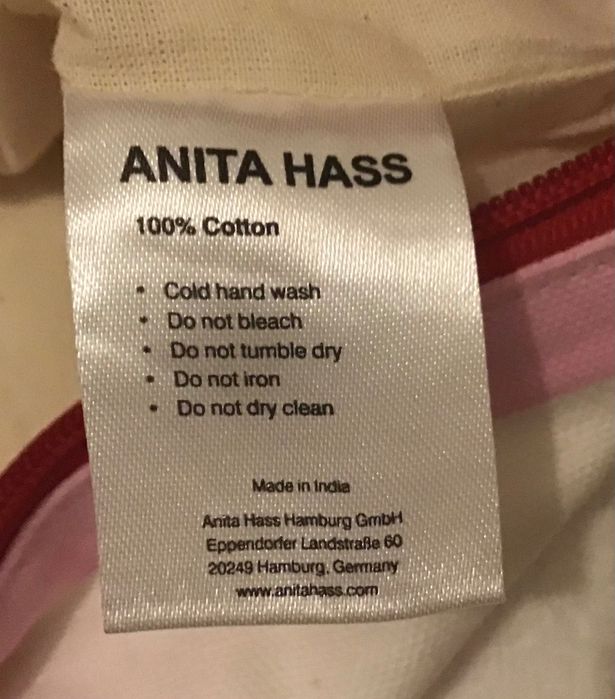 ANITA HASS
100% Cotton
• Cold hand wash
• Do not bleach
• Do not tumble dry
• Do not iron
• Do not dry clean
Made in India
Anita Hass Hamburg GmbH
Eppendorfer Landstraße 60
20249 Hamburg, Germany
www.anitahass.com